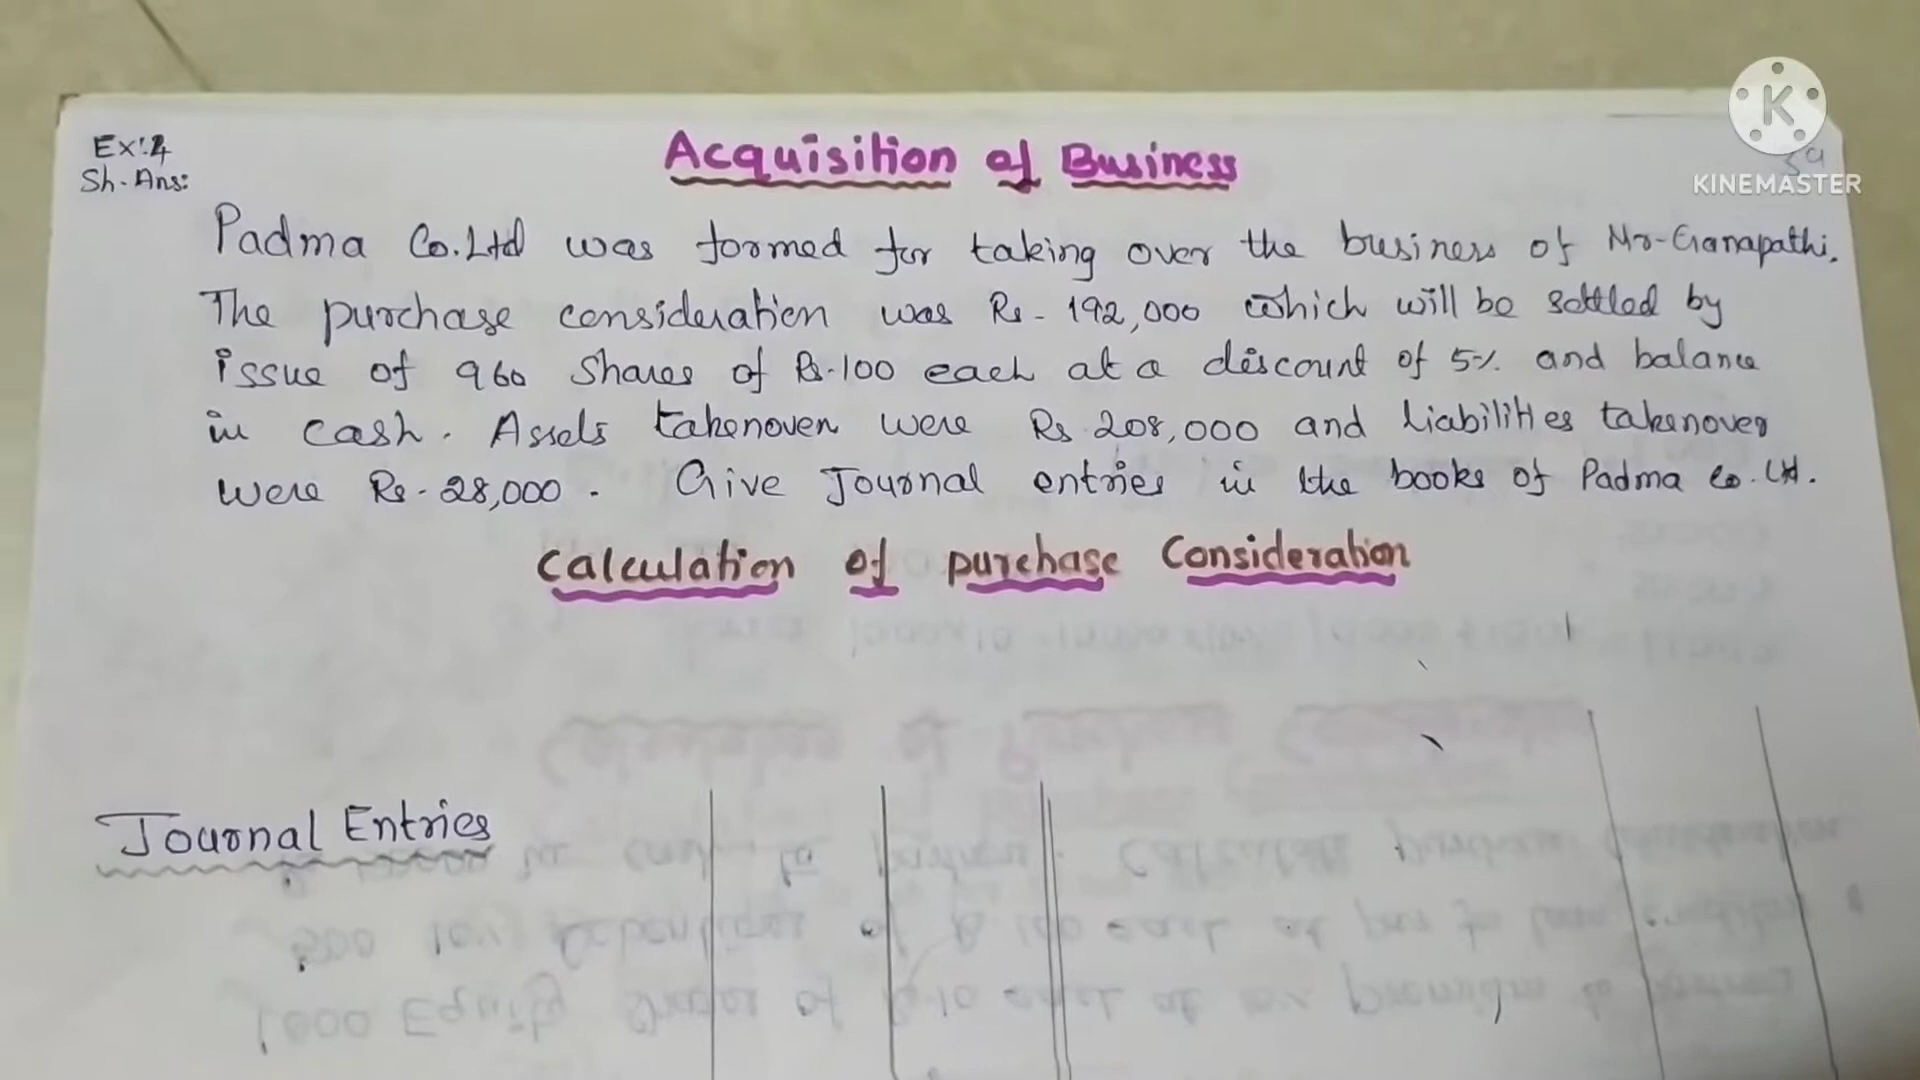 Ex:4
Sh. Ans:
Acquisition of Business
K
KINEMASTER
Padma Co.Ltd was formed for taking over the business of Mr-Ganapathi.
The purchase consideration was Rs- 192,000 which will be settled by
issue of 960 shares of Rs.100 each at a discount of 5% and balance
in cash. Assets takenover were Rs 208,000 and liabilities takenover
were Rs-28,000. Give Journal entries in the books of Padma Co. Ltd.
Calculation of purchase Consideration
Journal Entries